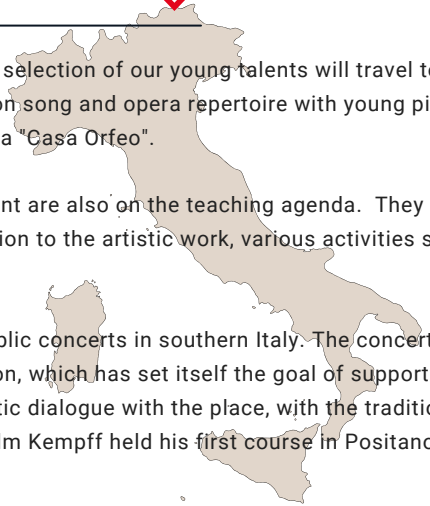 selection of our young talents will travel to
on song and opera repertoire with young pi
a "Casa Orfeo".
nt are also on the teaching agenda. They
ion to the artistic work, various activities s
blic concerts in southern Italy. The concert
on, which has set itself the goal of support
tic dialogue with the place, with the traditio
lm Kempff held his first course in Positano